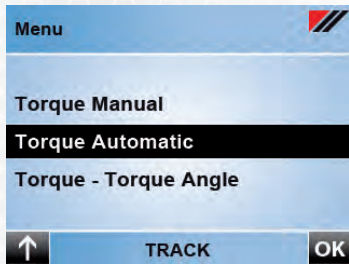 Menu
Torque Manual
Torque Automatic
Torque - Torque Angle
TRACK OK